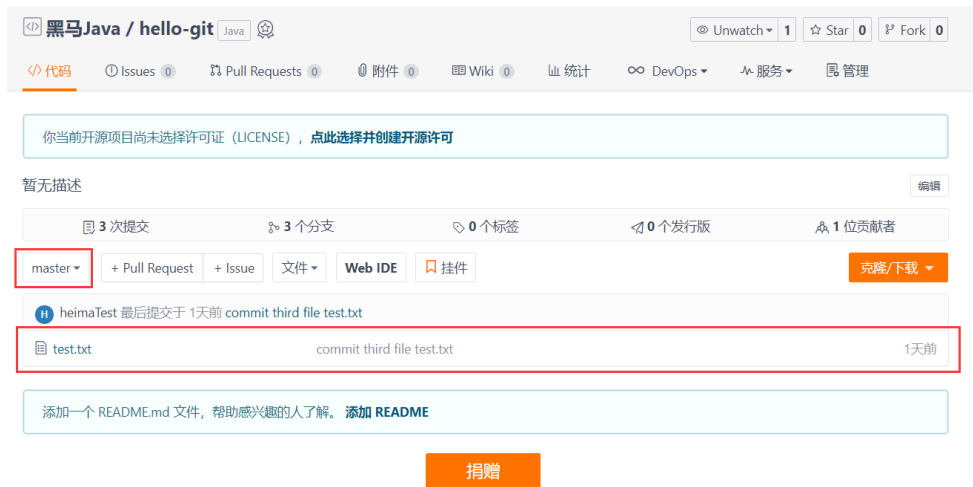 黑马Java / hello-git Java Unwatch 1 Star 0 Fork 0
代码 Issues 0 Pull Requests 0 附件 0 Wiki 0 统计 DevOps 服务 管理
你当前开源项目尚未选择许可证（LICENSE），点此选择并创建开源许可
暂无描述 编辑
3 次提交 3 个分支 0 个标签 0 个发行版 1 位贡献者
master + Pull Request + Issue 文件 Web IDE 挂件 克隆/下载
H heimaTest 最后提交于 1天前 commit third file test.txt
test.txt commit third file test.txt 1天前
添加一个 README.md 文件，帮助感兴趣的人了解。 添加 README
捐赠